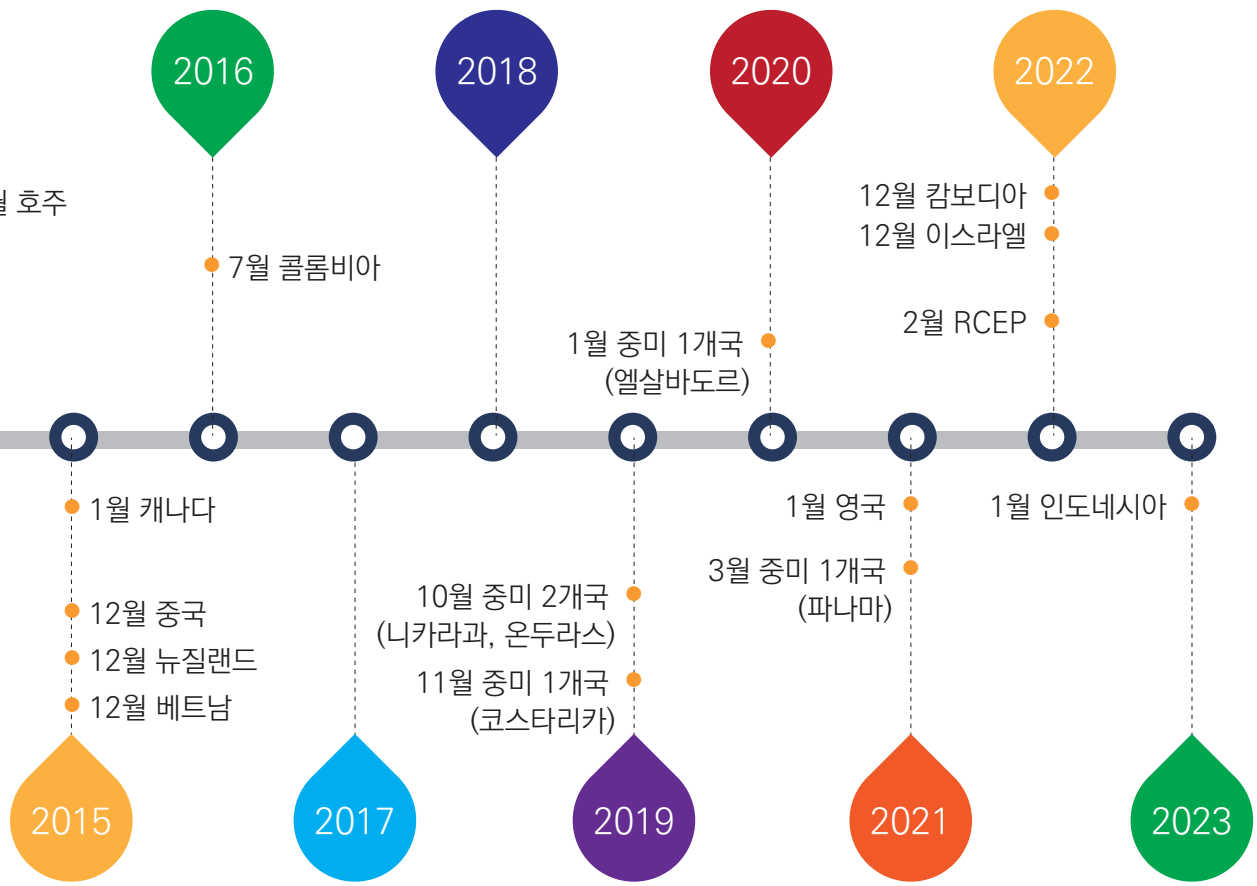 2016
2018
2020
2022
호주
7월 콜롬비아
1월 중미 1개국
(엘살바도르)
12월 캄보디아
12월 이스라엘
2월 RCEP
1월 캐나다
12월 중국
12월 뉴질랜드
12월 베트남
10월 중미 2개국
(니카라과, 온두라스)
11월 중미 1개국
(코스타리카)
1월 영국
3월 중미 1개국
(파나마)
1월 인도네시아
2015
2017
2019
2021
2023